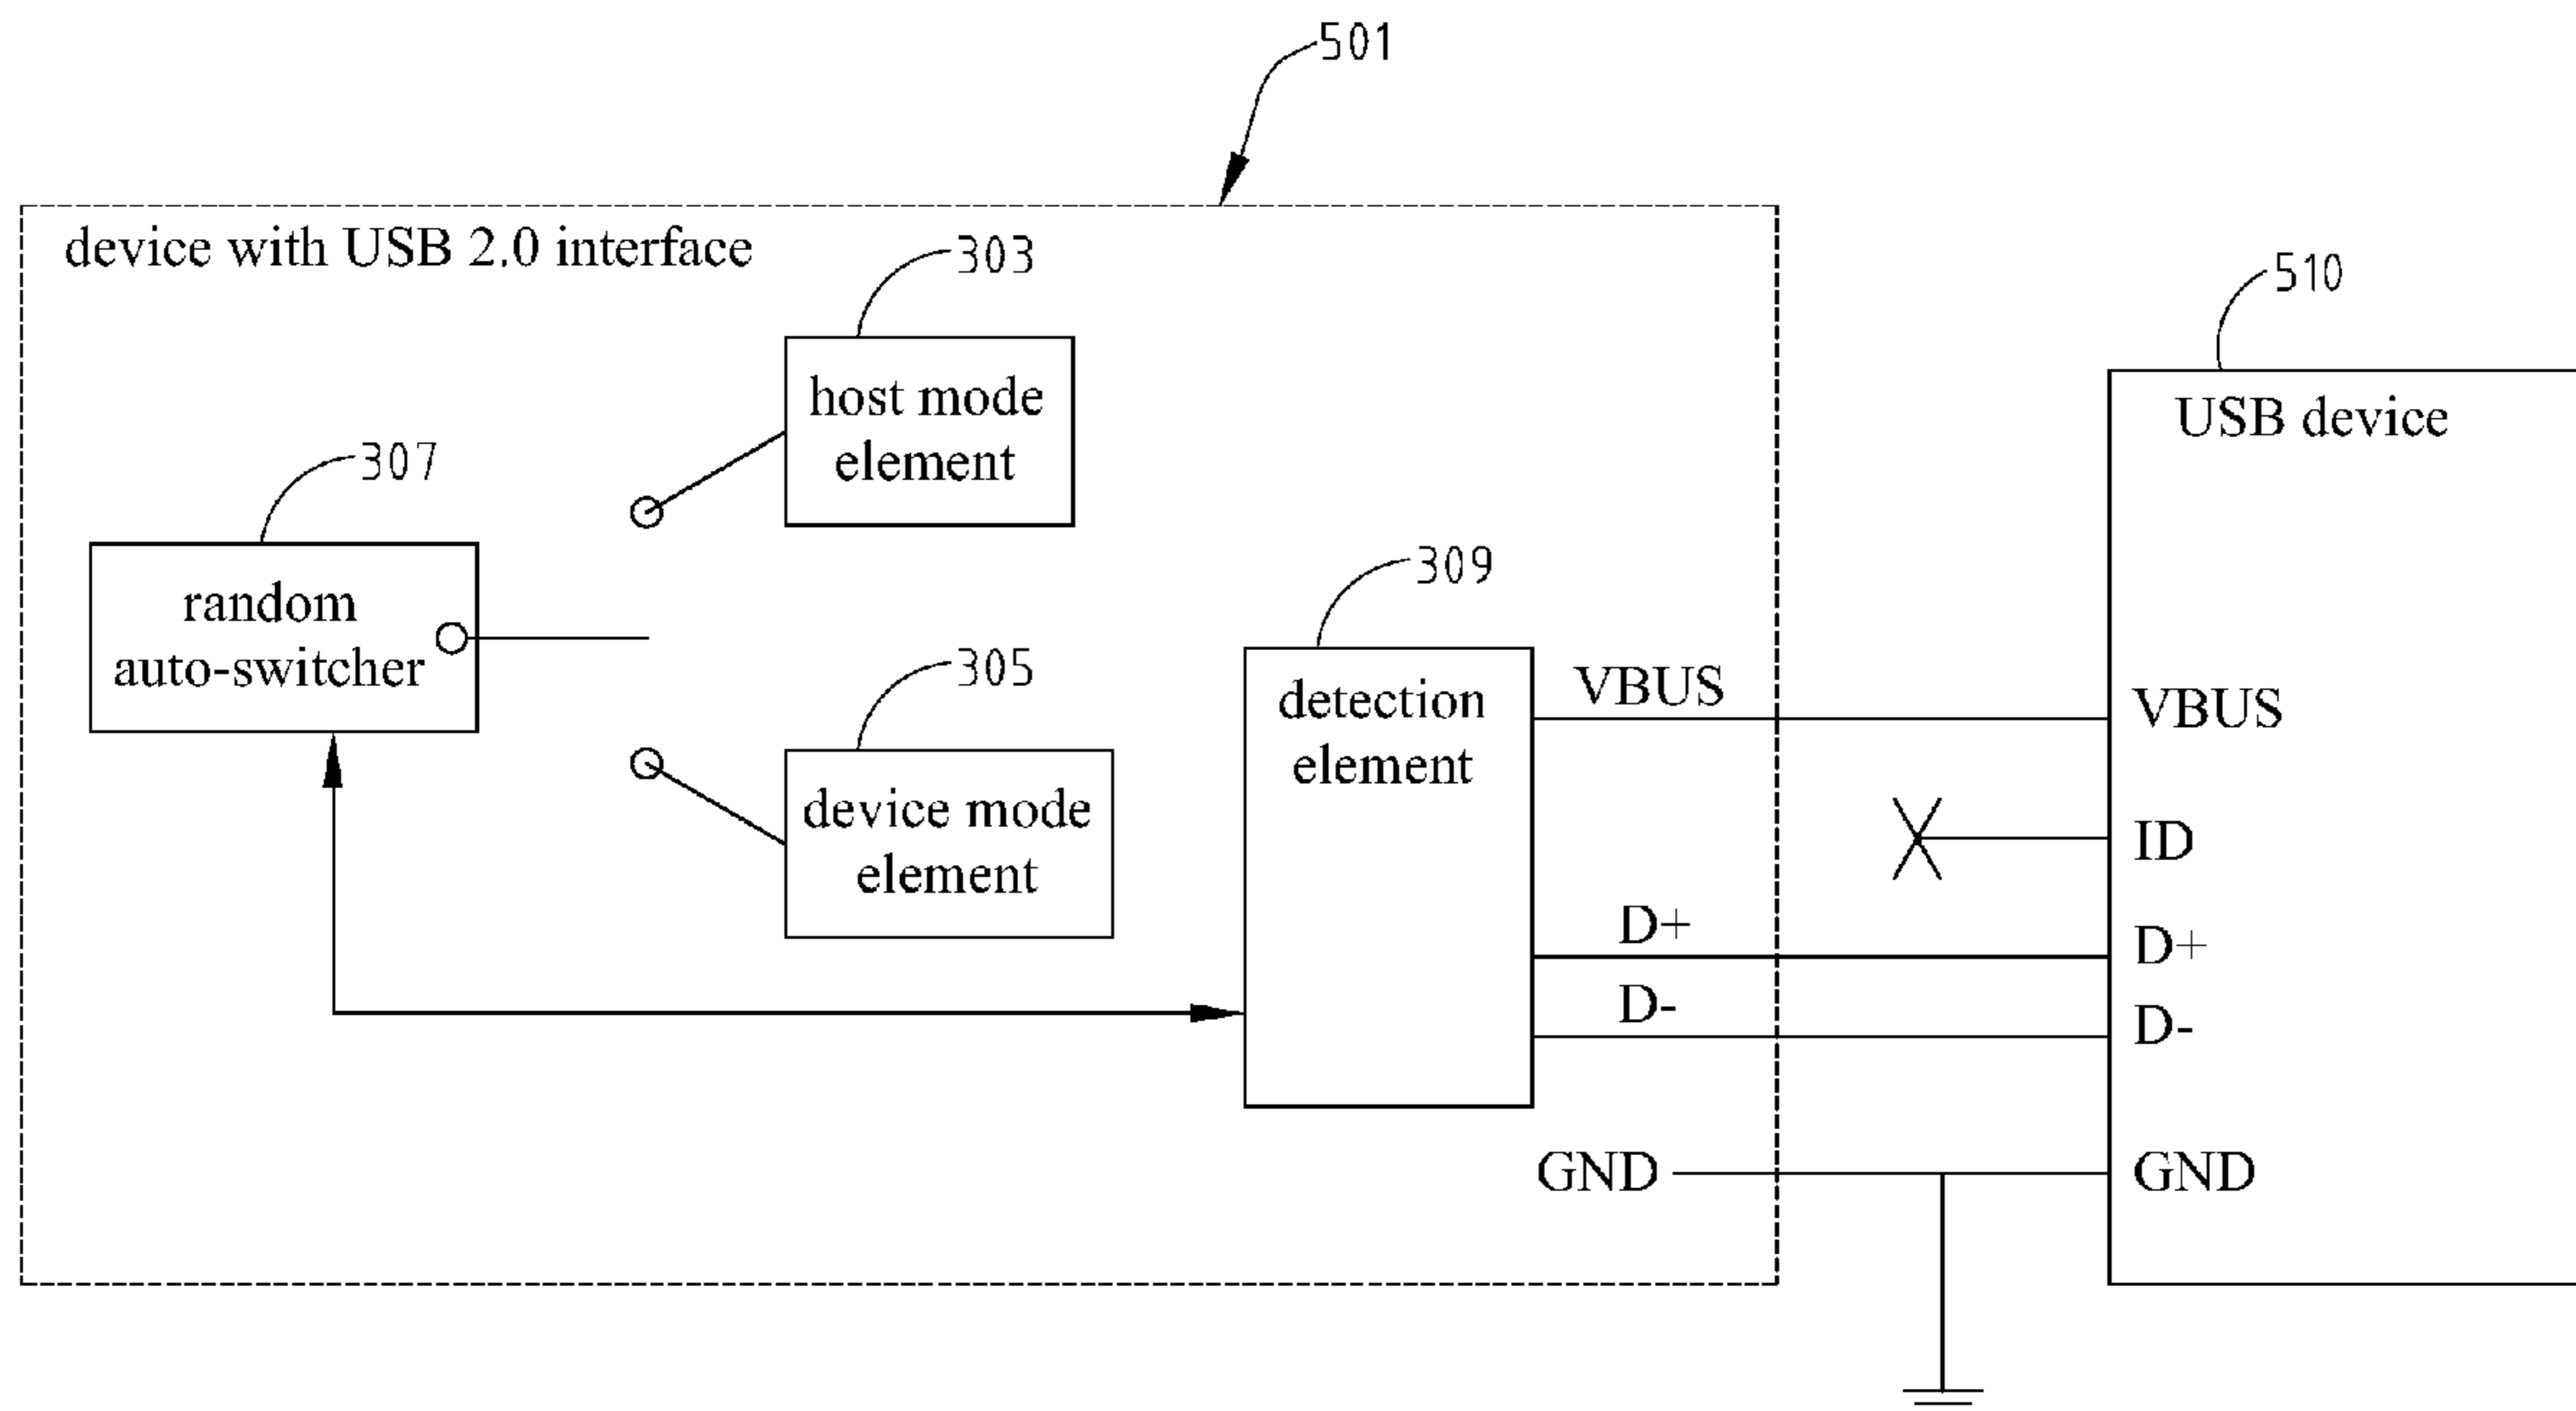 501
device with USB 2.0 interface
303
510
host mode
element
USB device
307
309
random
auto-switcher
305
detection
element
VBUS
VBUS
device mode
element
ID
D+
D+
D-
D-
GND
GND